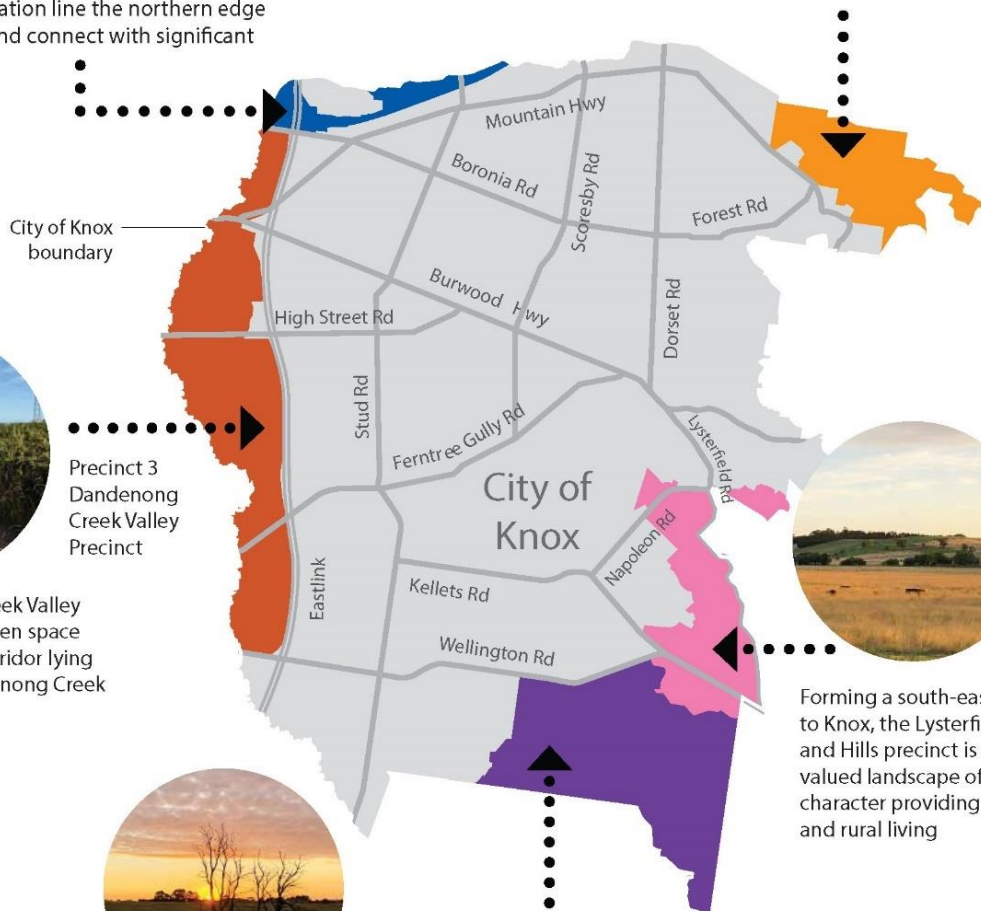 ation line the northern edge
nd connect with significant
Mountain Hwy
Boronia Rd
Scoresby Rd
Forest Rd
City of Knox
boundary
Burwood Hwy
High Street Rd
Dorset Rd
Stud Rd
Ferntree Gully Rd
Lysterfield Rd
Precinct 3
Dandenong
Creek Valley
Precinct
City of
Knox
Napoleon Rd
Eastlink
Kellets Rd
Wellington Rd
ek Valley
en space
ridor lying
nong Creek
Forming a south-eas
to Knox, the Lysterfi
and Hills precinct is
valued landscape of
character providing
and rural living